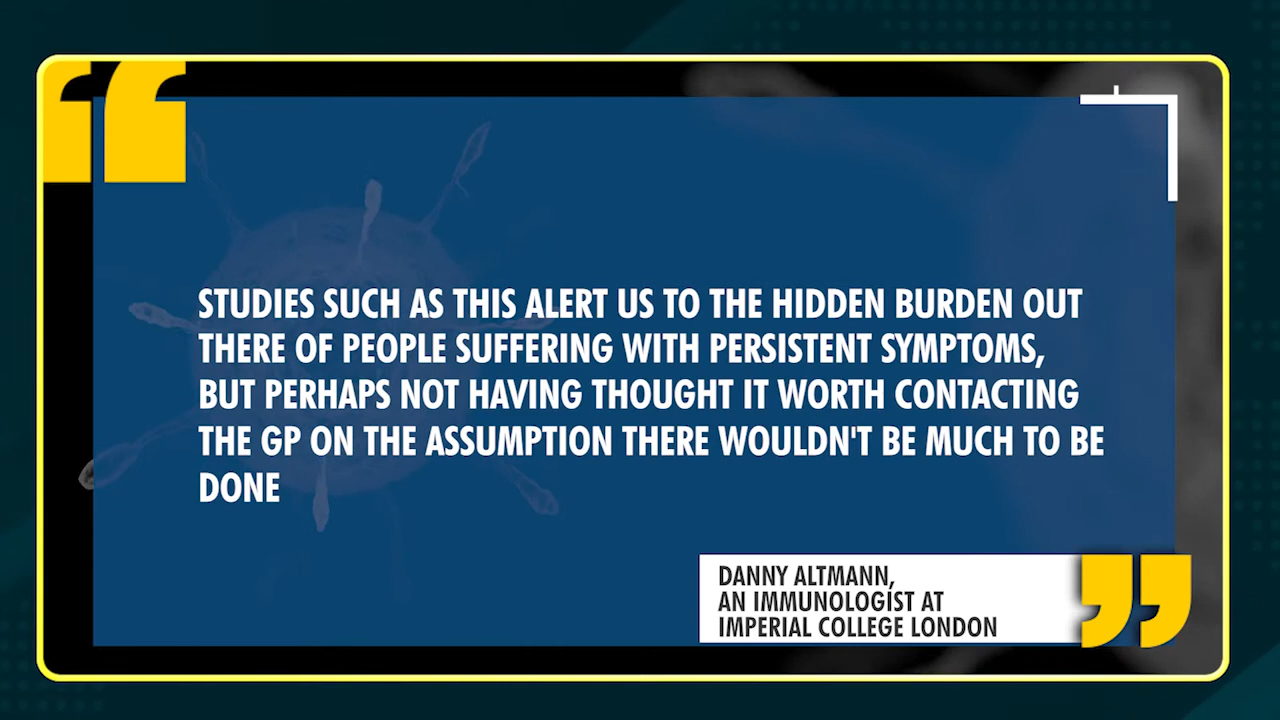 STUDIES SUCH AS THIS ALERT US TO THE HIDDEN BURDEN OUT
THERE OF PEOPLE SUFFERING WITH PERSISTENT SYMPTOMS,
BUT PERHAPS NOT HAVING THOUGHT IT WORTH CONTACTING
THE GP ON THE ASSUMPTION THERE WOULDN'T BE MUCH TO BE
DONE
DANNY ALTMANN,
AN IMMUNOLOGIST AT
IMPERIAL COLLEGE LONDON